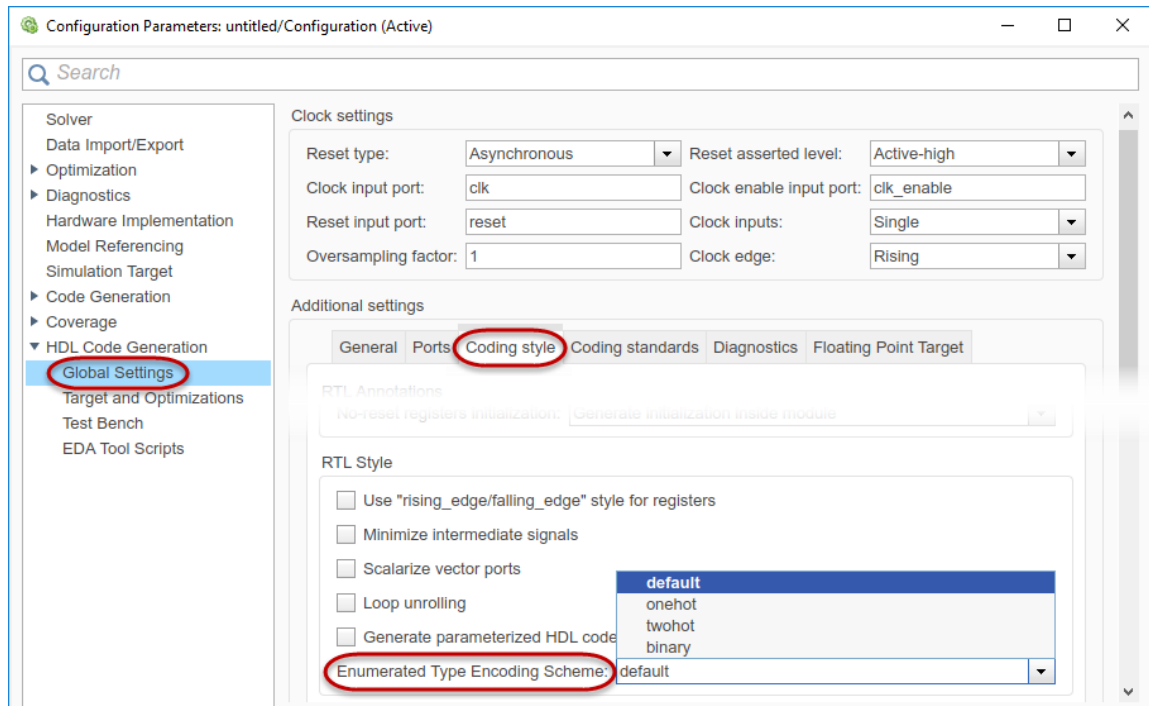 Configuration Parameters: untitled/Configuration (Active)
Search
Solver
Data Import/Export
Optimization
Diagnostics
Hardware Implementation
Model Referencing
Simulation Target
Code Generation
Coverage
HDL Code Generation
Global Settings
Target and Optimizations
Test Bench
EDA Tool Scripts
Clock settings
Reset type: Asynchronous Reset asserted level: Active-high
Clock input port: clk Clock enable input port: clk_enable
Reset input port: reset Clock inputs: Single
Oversampling factor: 1 Clock edge: Rising
Additional settings
General Ports Coding style Coding standards Diagnostics Floating Point Target
RTL Annotations
No-reset registers initialization: Generate initialization inside module
RTL Style
Use "rising_edge/falling_edge" style for registers
Minimize intermediate signals
Scalarize vector ports
Loop unrolling
Generate parameterized HDL code
default
onehot
twohot
binary
Enumerated Type Encoding Scheme: default